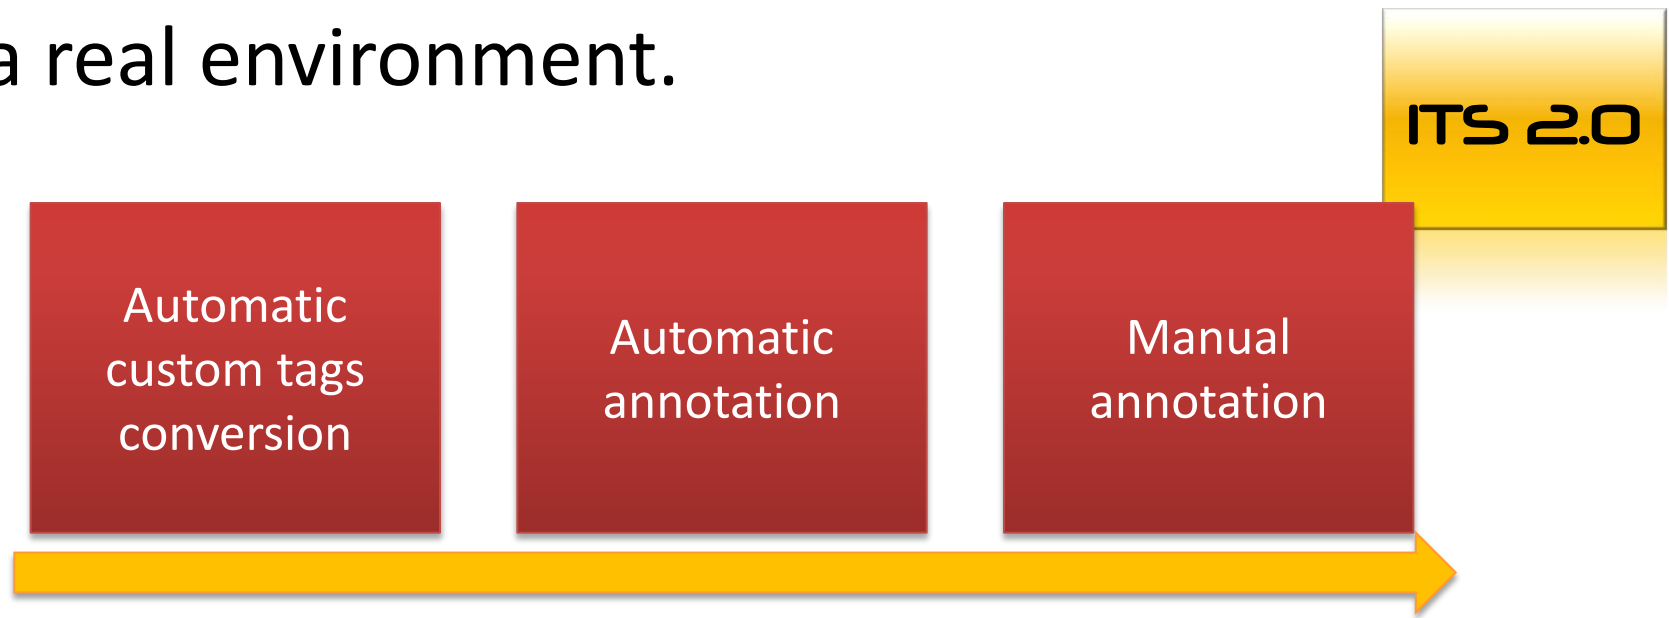 a real environment.
ITS 2.0
Automatic
custom tags
conversion
Automatic
annotation
Manual
annotation